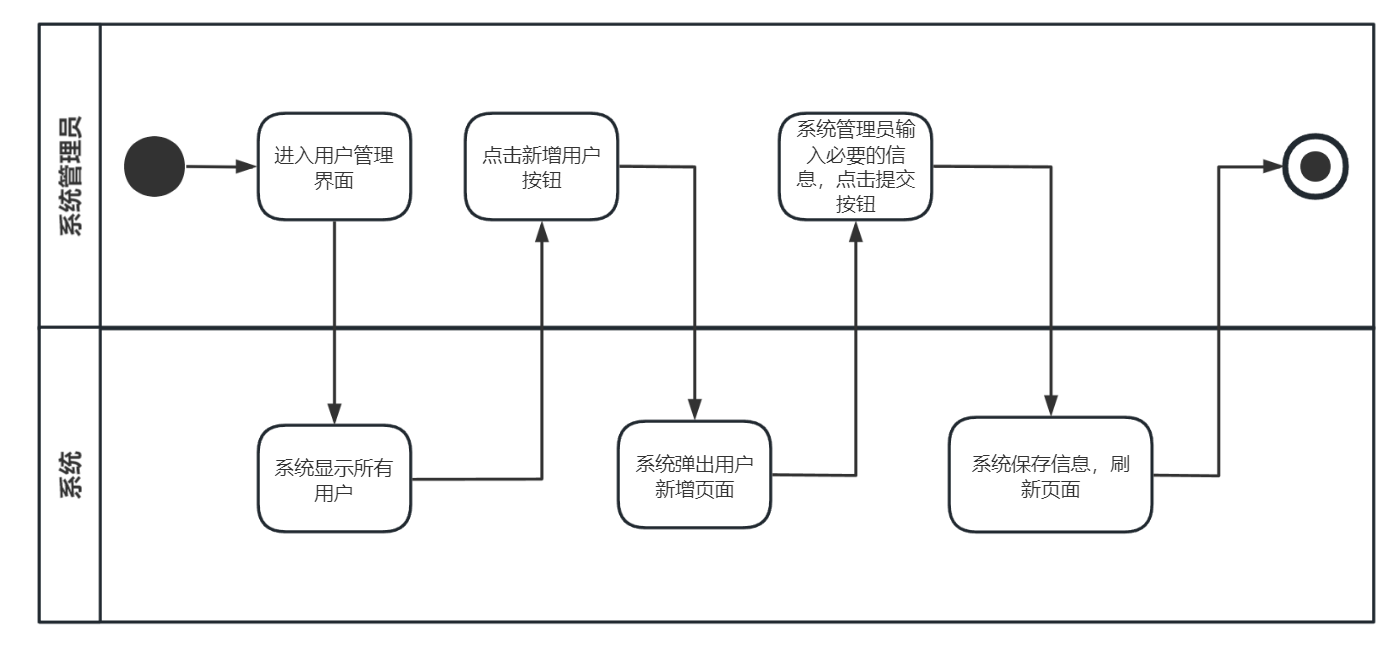 系统管理员
进入用户管理
界面
点击新增用户
按钮
系统管理员输
入必要的信
息，点击提交
按钮
系统
系统显示所有
用户
系统弹出用户
新增页面
系统保存信息，刷
新页面